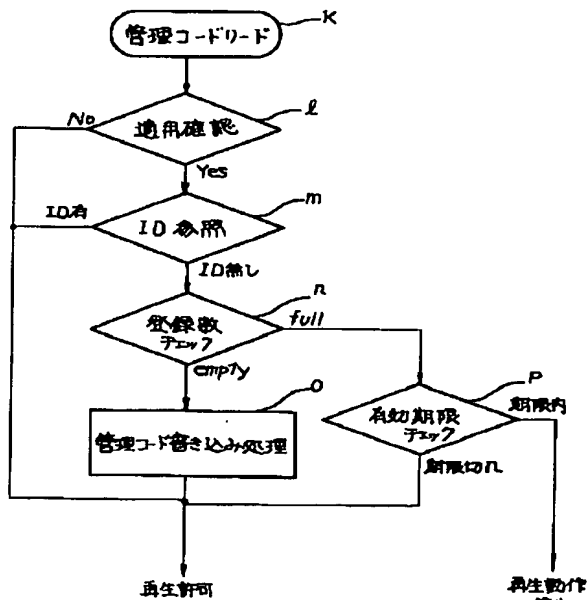 管理コードリード
K
適用確認
l
No
Yes
ID参照
m
ID有
ID無し
登録数
チェック
n
full
empty
管理コード書き込み処理
o
有効期限
チェック
P
期限内
期限切れ
再生許可
再生動作